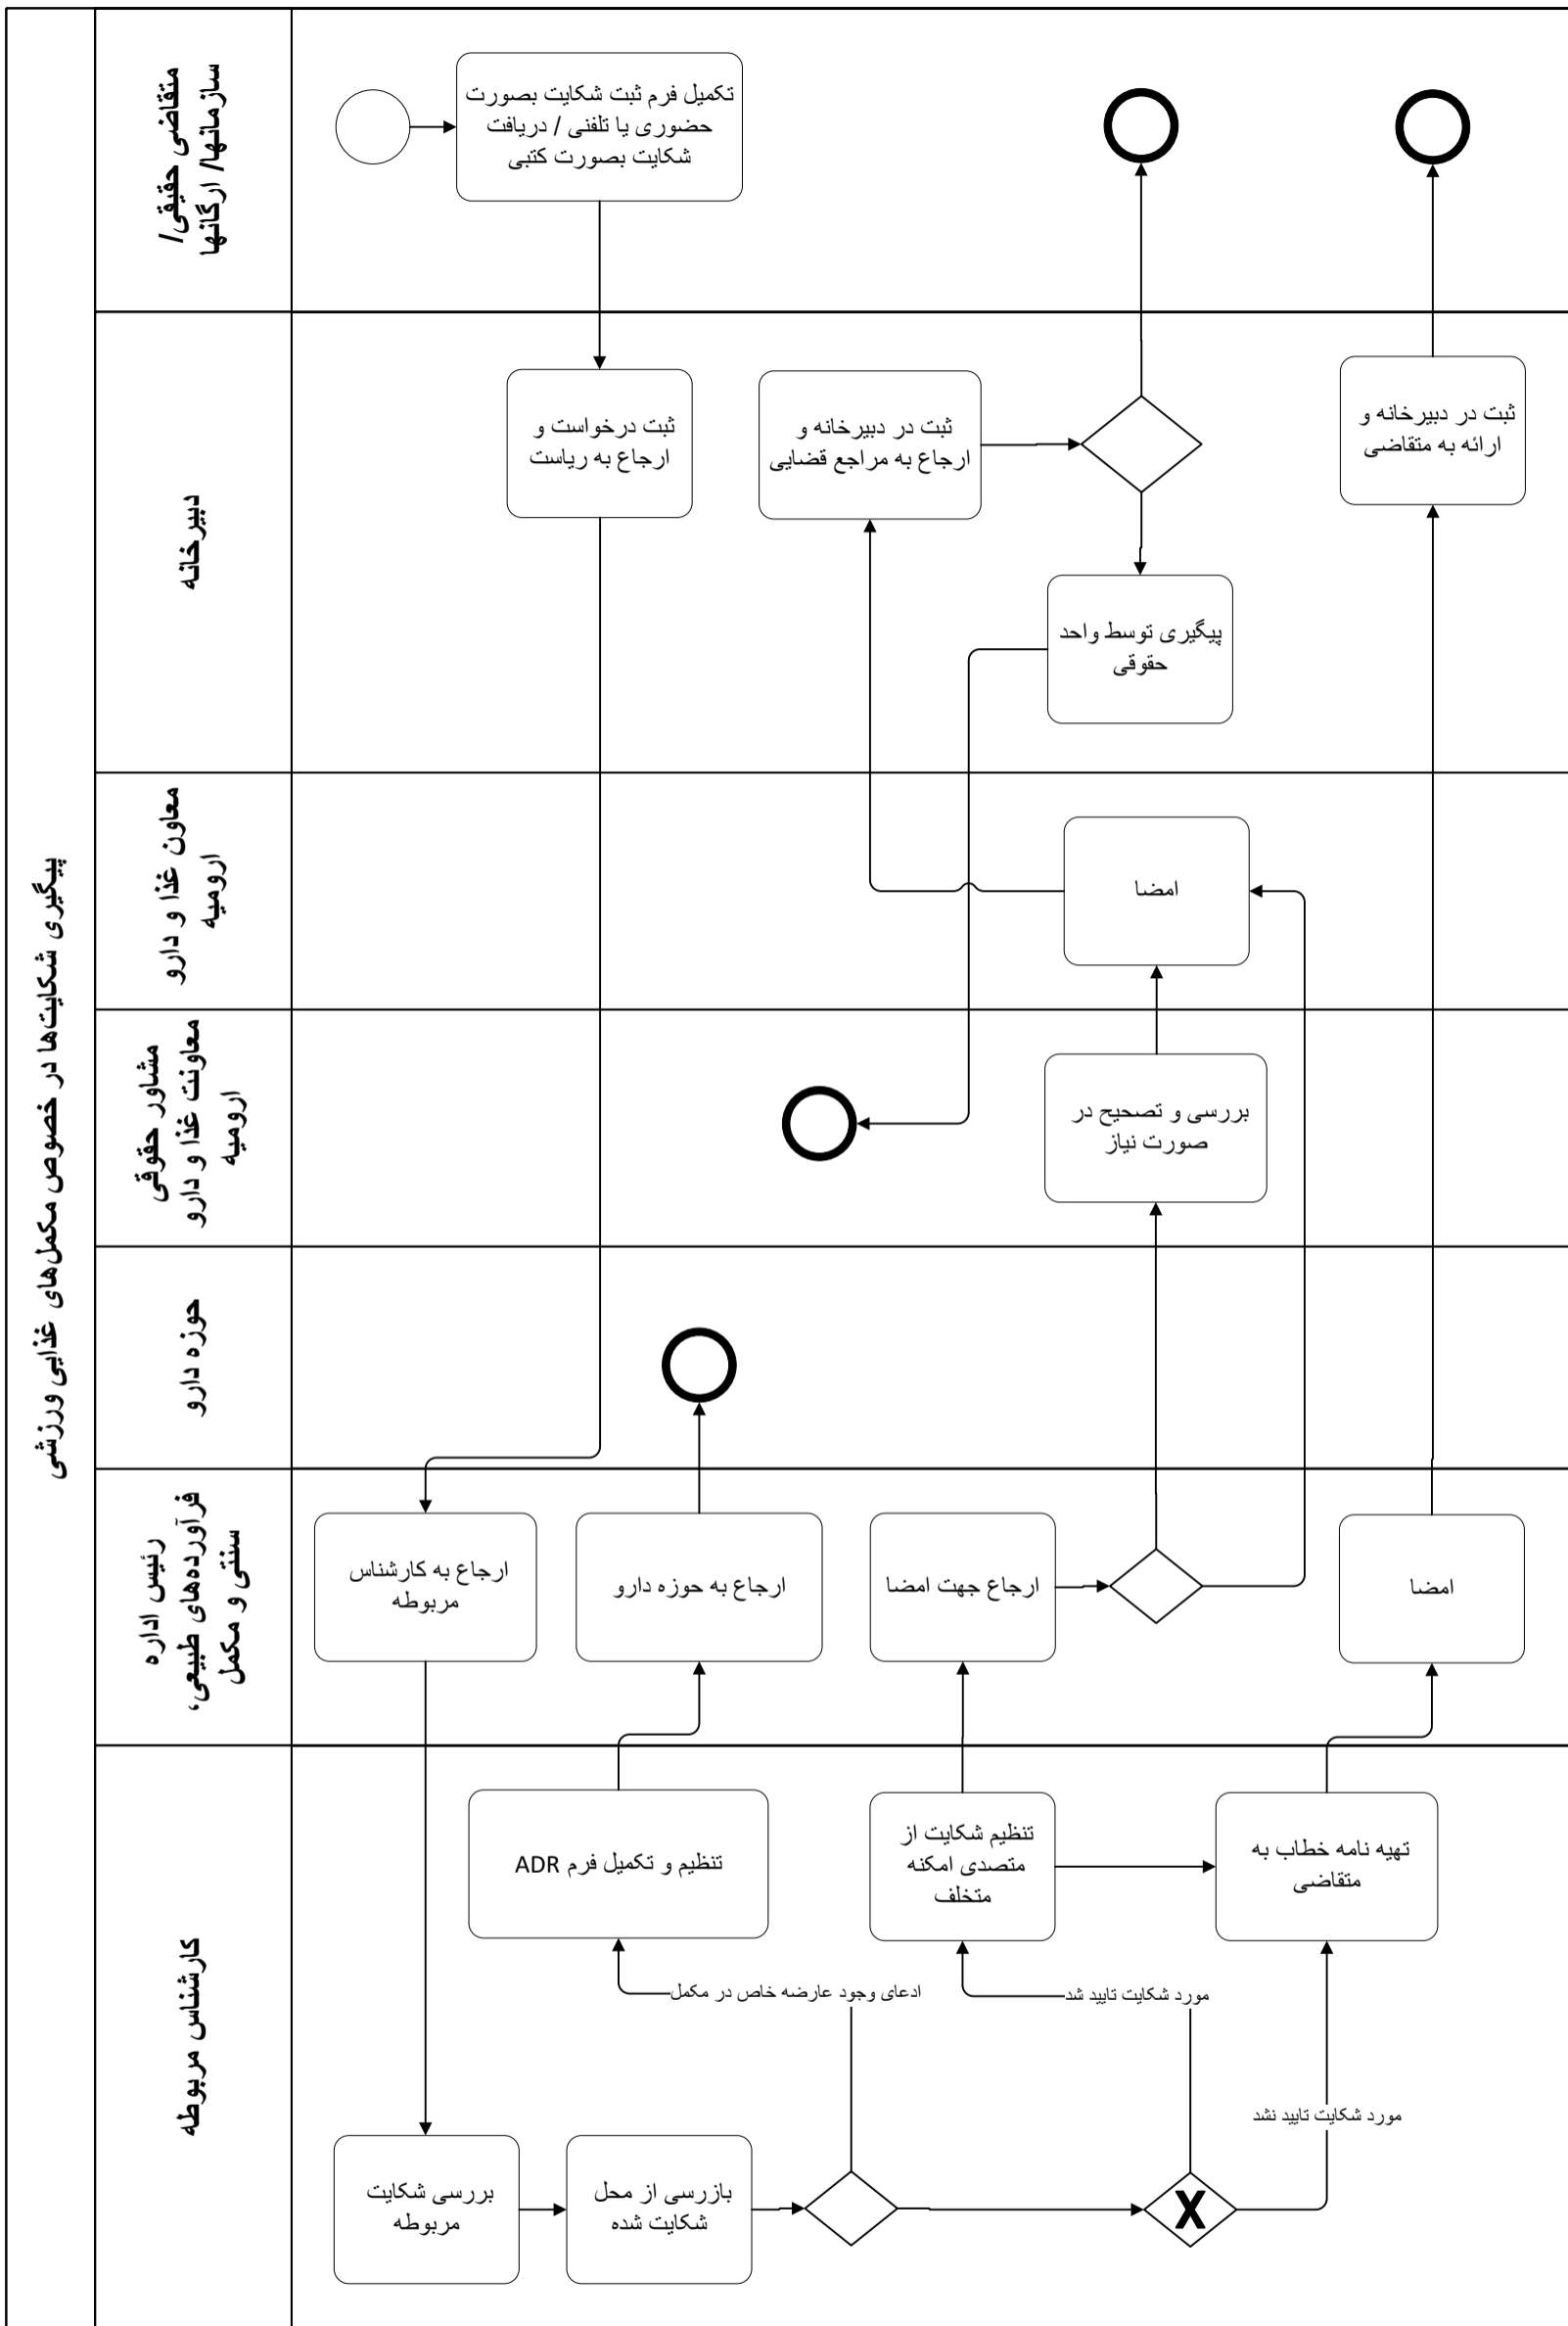 پیگیری شکایت‌ها در خصوص مکمل‌های غذایی ورزشی
متقاضی حقیقی/
سازمانها/ ارگانها
تکمیل فرم ثبت شکایت بصورت
حضوری یا تلفنی / دریافت
شکایت بصورت کتبی
دبیرخانه
ثبت درخواست و
ارجاع به ریاست
ثبت در دبیرخانه و
ارجاع به مراجع قضایی
ثبت در دبیرخانه و
ارائه به متقاضی
پیگیری توسط واحد
حقوقی
معاون غذا و دارو
ارومیه
امضا
مشاور حقوقی
معاونت غذا و دارو
ارومیه
بررسی و تصحیح در
صورت نیاز
حوزه دارو
رئیس اداره
فرآورده‌های طبیعی،
سنتی و مکمل
ارجاع به کارشناس
مربوطه
ارجاع به حوزه دارو
ارجاع جهت امضا
امضا
کارشناس مربوطه
تنظیم و تکمیل فرم ADR
تنظیم شکایت از
متصدی امکنه
متخلف
تهیه نامه خطاب به
متقاضی
ادعای وجود عارضه خاص در مکمل
مورد شکایت تایید شد
مورد شکایت تایید نشد
بررسی شکایت
مربوطه
بازرسی از محل
شکایت شده
X